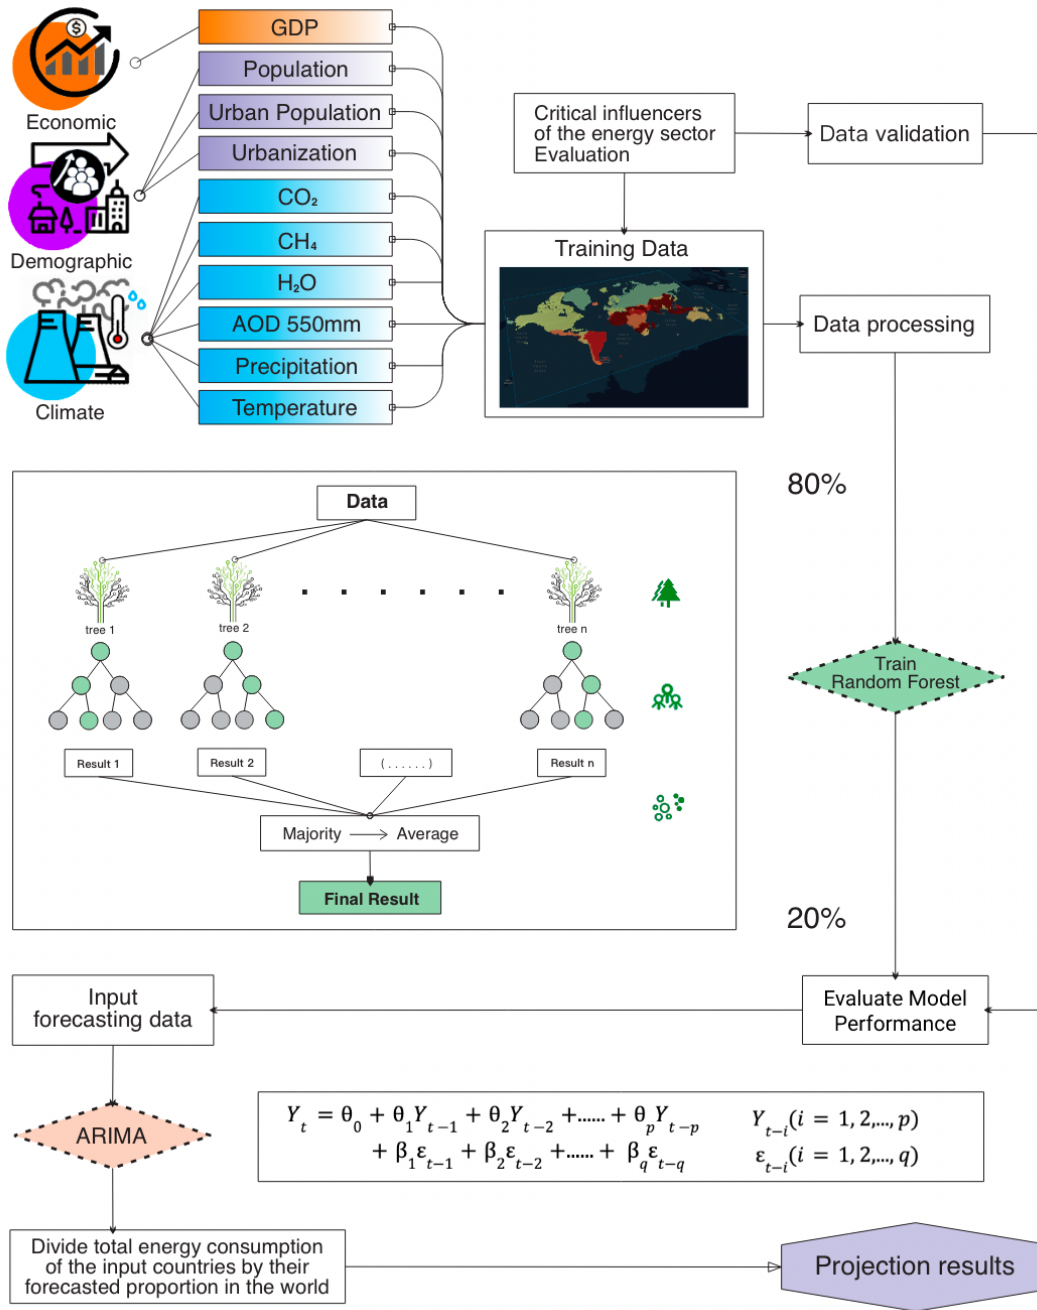 GDP
Population
Urban Population
Urbanization
CO₂
CH₄
H₂O
AOD 550mm
Precipitation
Temperature
Economic
Demographic
Climate
Critical influencers
of the energy sector
Evaluation
Data validation
Training Data
Data processing
80%
Data
tree 1
tree 2
tree n
Train
Random Forest
Result 1
Result 2
(......)
Result n
Majority
Average
Final Result
20%
Input
forecasting data
Evaluate Model
Performance
ARIMA
Yₜ = θ₀ + θ₁Yₜ₋₁ + θ₂Yₜ₋₂ +......+ θₚYₜ₋ₚ
Yₜ₋ᵢ(i = 1, 2,..., p)
+ β₁εₜ₋₁ + β₂εₜ₋₂ +......+ β_qε_{t-q}
εₜ₋ᵢ(i = 1, 2,..., q)
Divide total energy consumption
of the input countries by their
forecasted proportion in the world
Projection results